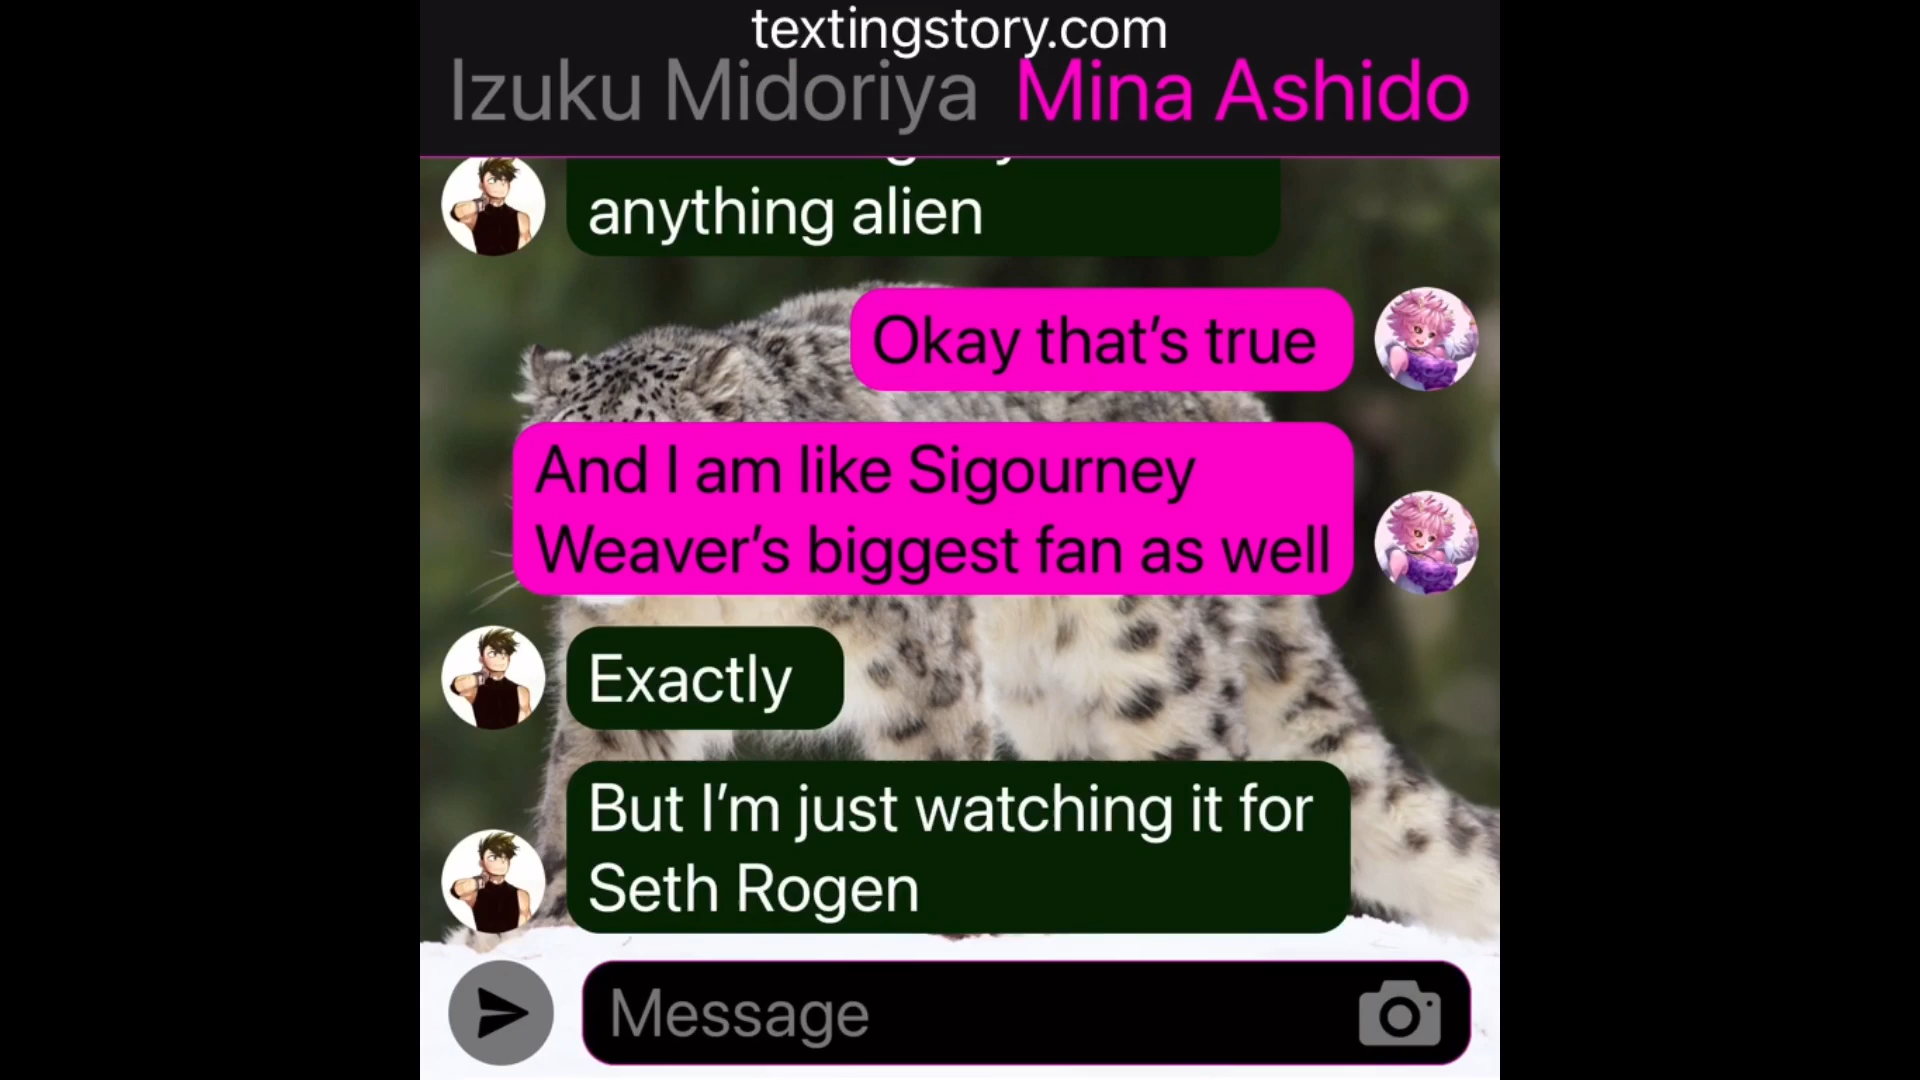 textingstory.com
Izuku Midoriya Mina Ashido
anything alien
Okay that's true
And I am like Sigourney
Weaver's biggest fan as well
Exactly
But I'm just watching it for
Seth Rogen
Message